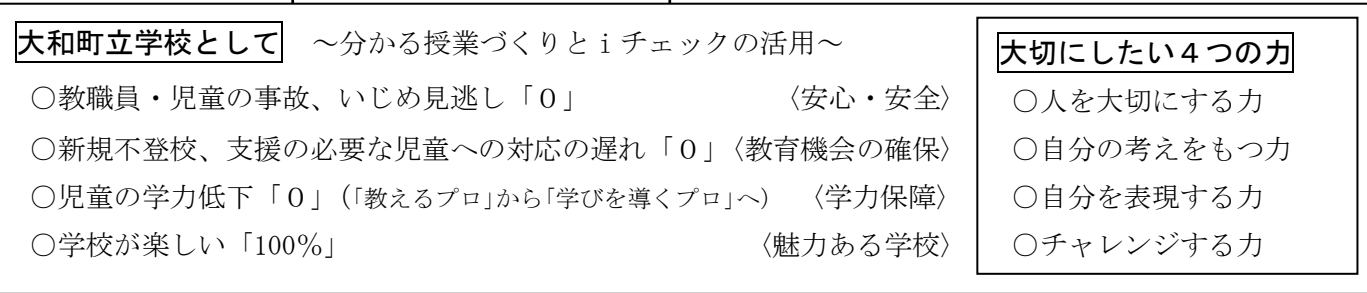 大和町立学校として　～分かる授業づくりとｉチェックの活用～
○教職員・児童の事故、いじめ見逃し「０」　〈安心・安全〉
○新規不登校、支援の必要な児童への対応の遅れ「０」〈教育機会の確保〉
○児童の学力低下「０」（「教えるプロ」から「学びを導くプロ」へ）　〈学力保障〉
○学校が楽しい「100％」　〈魅力ある学校〉
大切にしたい４つの力
○人を大切にする力
○自分の考えをもつ力
○自分を表現する力
○チャレンジする力